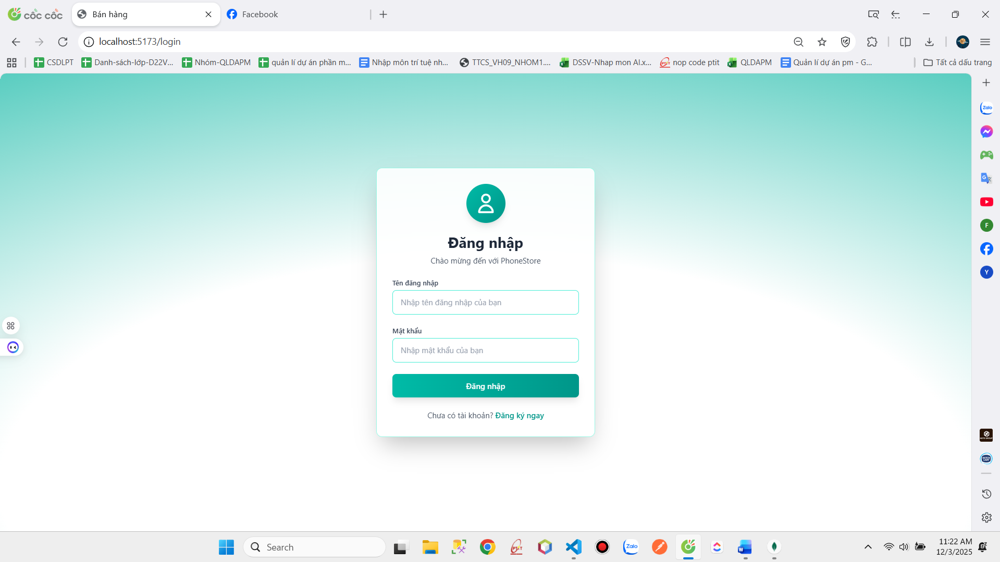 cốc cốc
Bán hàng
Facebook
localhost:5173/login
CSDLPT
Danh-sách-lớp-D22V...
Nhóm-QLDAPM
quản lí dự án phần m...
Nhập môn trí tuệ nh...
TTCS_VH09_NHOM1....
DSSV-Nhap mon AI.x...
nop code ptit
QLDAPM
Quản lí dự án pm - G...
Tất cả dấu trang
Zalo
F
Y
Đăng nhập
Chào mừng đến với PhoneStore
Tên đăng nhập
Nhập tên đăng nhập của bạn
Mật khẩu
Nhập mật khẩu của bạn
Đăng nhập
Chưa có tài khoản? Đăng ký ngay
Search
Zalo
11:22 AM
12/3/2025